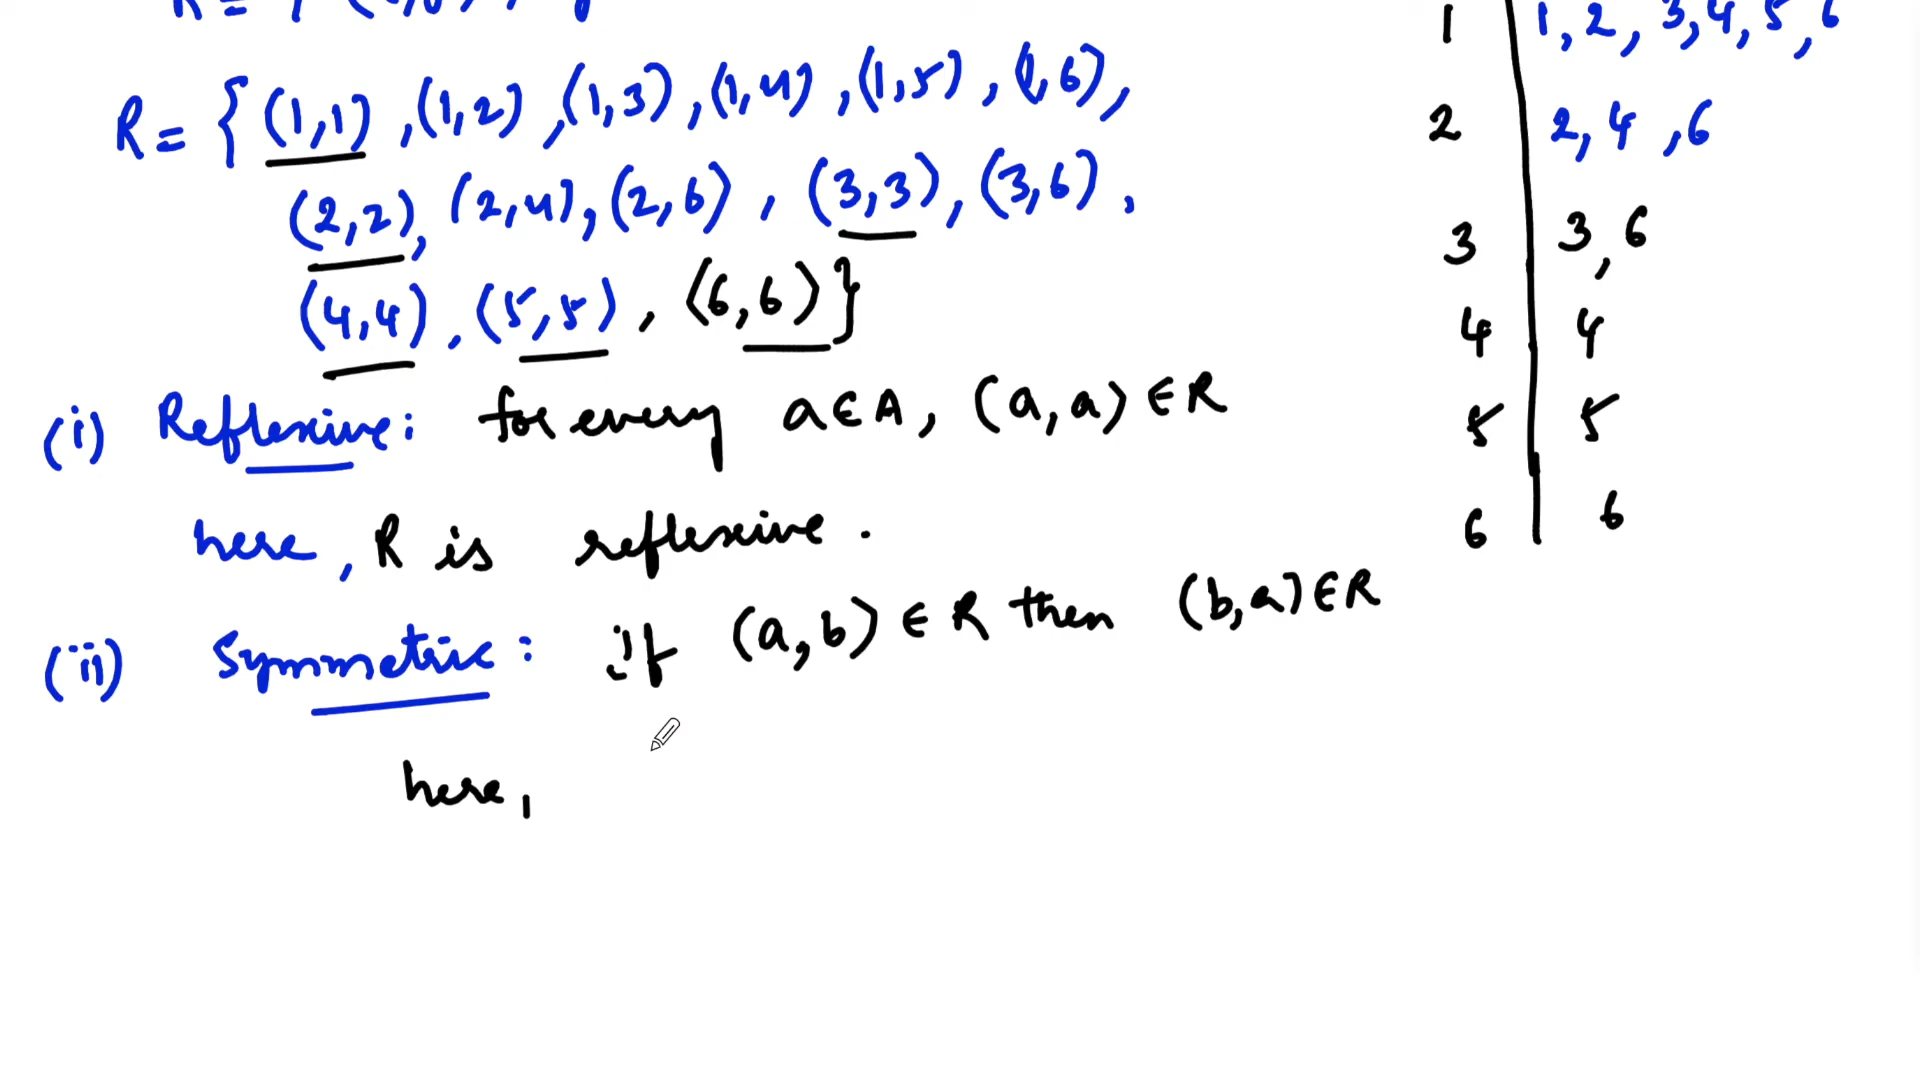 R = {(1,1), (1,2), (1,3), (1,4), (1,5), (1,6),
(2,2), (2,4), (2,6), (3,3), (3,6),
(4,4), (5,5), (6,6)}
(i) Reflexive: for every a∈A, (a,a)∈R
here, R is reflexive.
(ii) Symmetric: if (a,b)∈R then (b,a)∈R
here,
1 | 1, 2, 3, 4, 5, 6
2 | 2, 4, 6
3 | 3, 6
4 | 4
5 | 5
6 | 6